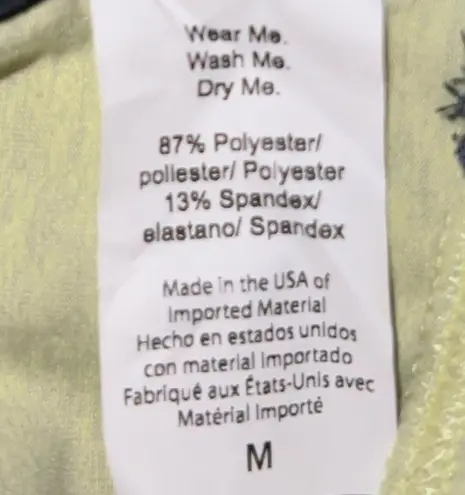 Wear Me.
Wash Me.
Dry Me.
87% Polyester/
poliester/ Polyester
13% Spandex/
elastano/ Spandex
Made in the USA of
Imported Material
Hecho en estados unidos
con material importado
Fabriqué aux États-Unis avec
Matérial Importé
M